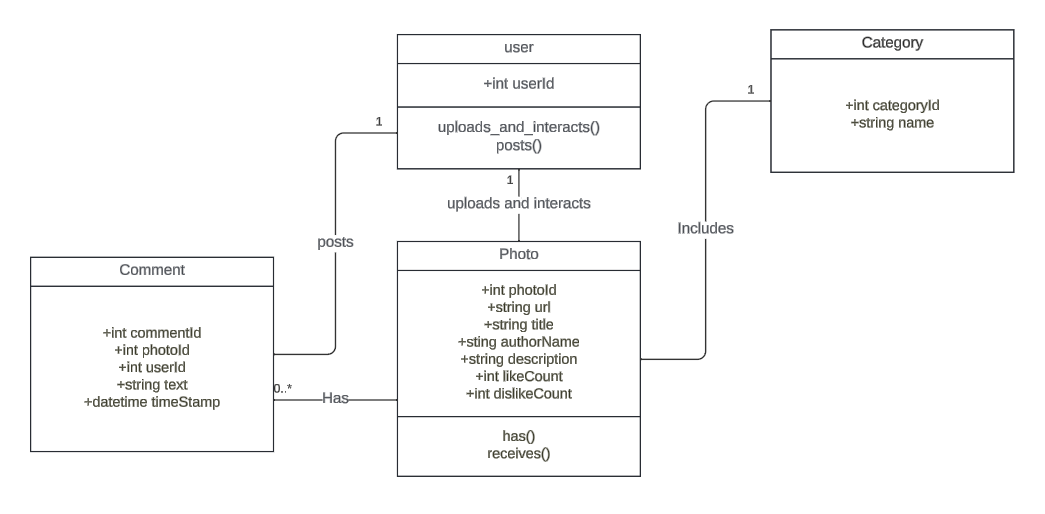 user
+int userId
uploads_and_interacts()
posts()
1
1
uploads and interacts
posts
Category
+int categoryId
+string name
1
Includes
Comment
+int commentId
+int photoId
+int userId
+string text
+datetime timeStamp
0..*
Has
Photo
+int photoId
+string url
+string title
+sting authorName
+string description
+int likeCount
+int dislikeCount
has()
receives()